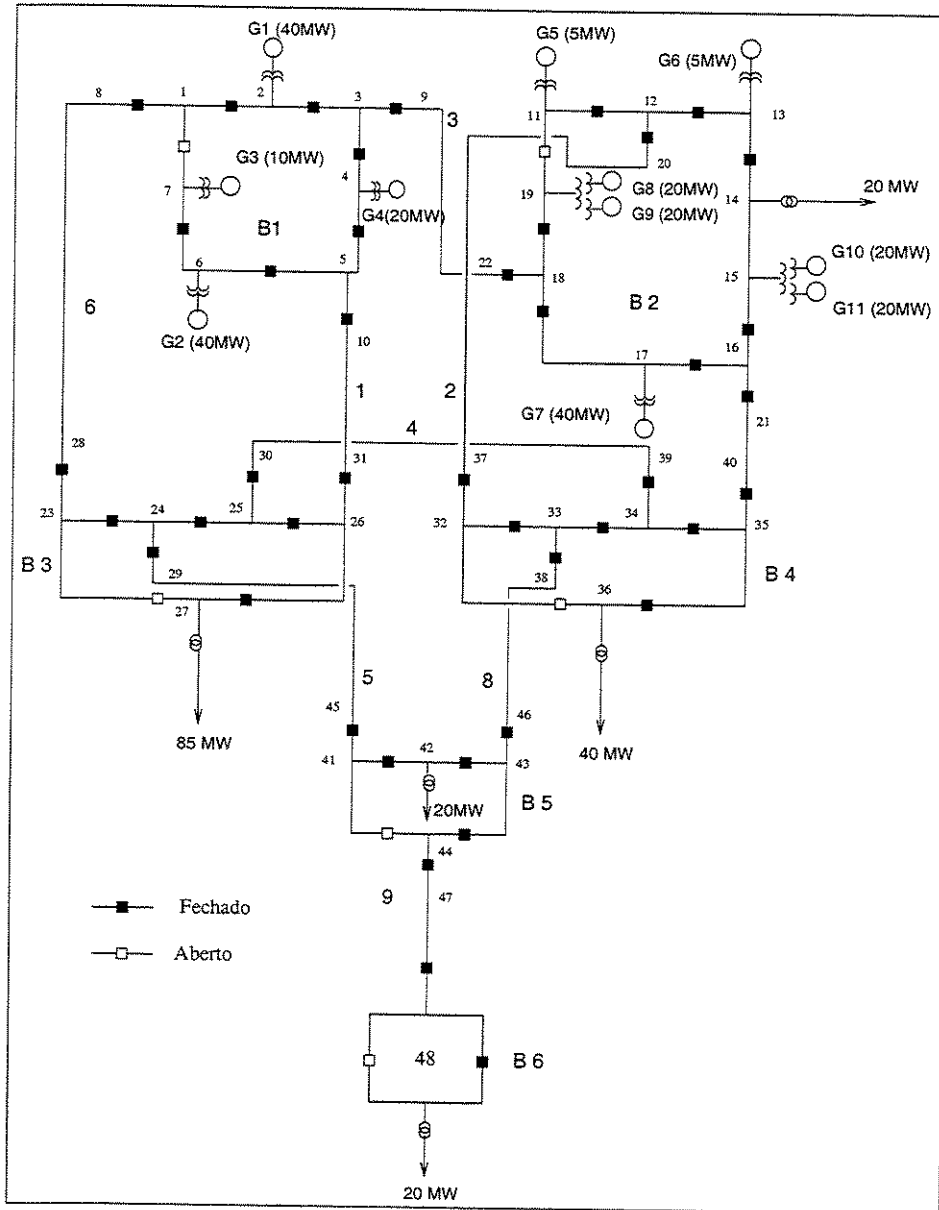 G1 (40MW)
G5 (5MW)
G6 (5MW)
8
1
2
3
9
3
11
12
13
20
G3 (10MW)
7
4
G4(20MW)
B1
19
G8 (20MW)
G9 (20MW)
14
20 MW
6
5
22
18
15
G10 (20MW)
G11 (20MW)
B 2
6
G2 (40MW)
10
1
2
17
16
G7 (40MW)
21
4
28
30
31
37
39
40
23
24
25
26
32
33
34
35
B 3
29
27
38
36
B 4
85 MW
5
8
40 MW
45
46
41
42
43
20MW
B 5
44
9
47
Fechado
Aberto
48
B 6
20 MW